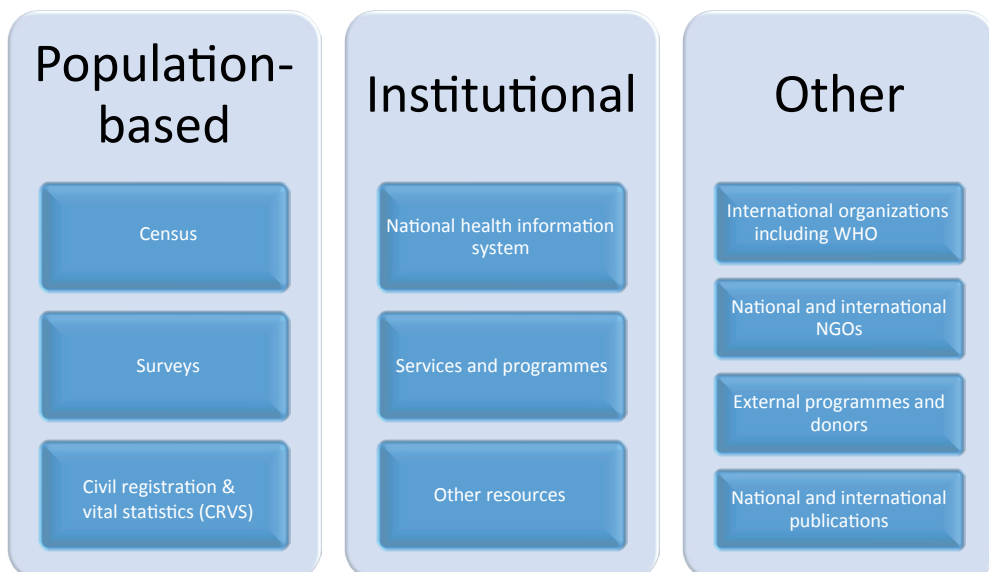 Population-
based
Census
Surveys
Civil registration &
vital statistics (CRVS)
Institutional
National health information
system
Services and programmes
Other resources
Other
International organizations
including WHO
National and international
NGOs
External programmes and
donors
National and international
publications